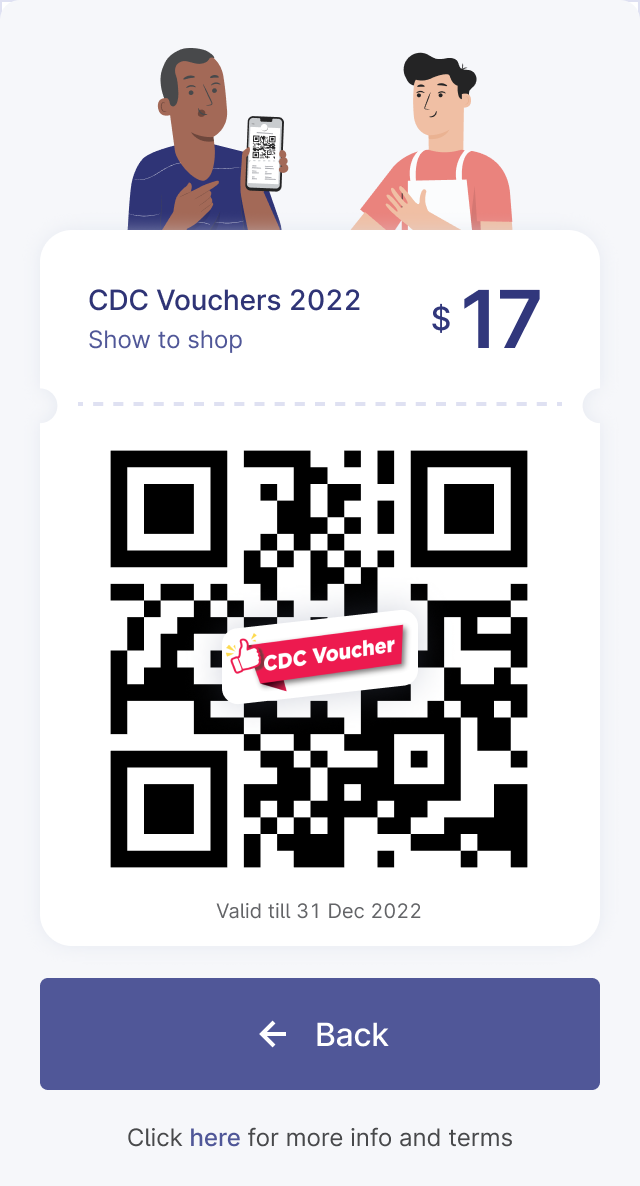 CDC Vouchers 2022
Show to shop
$ 17
CDC Voucher
Valid till 31 Dec 2022
Back
Click here for more info and terms